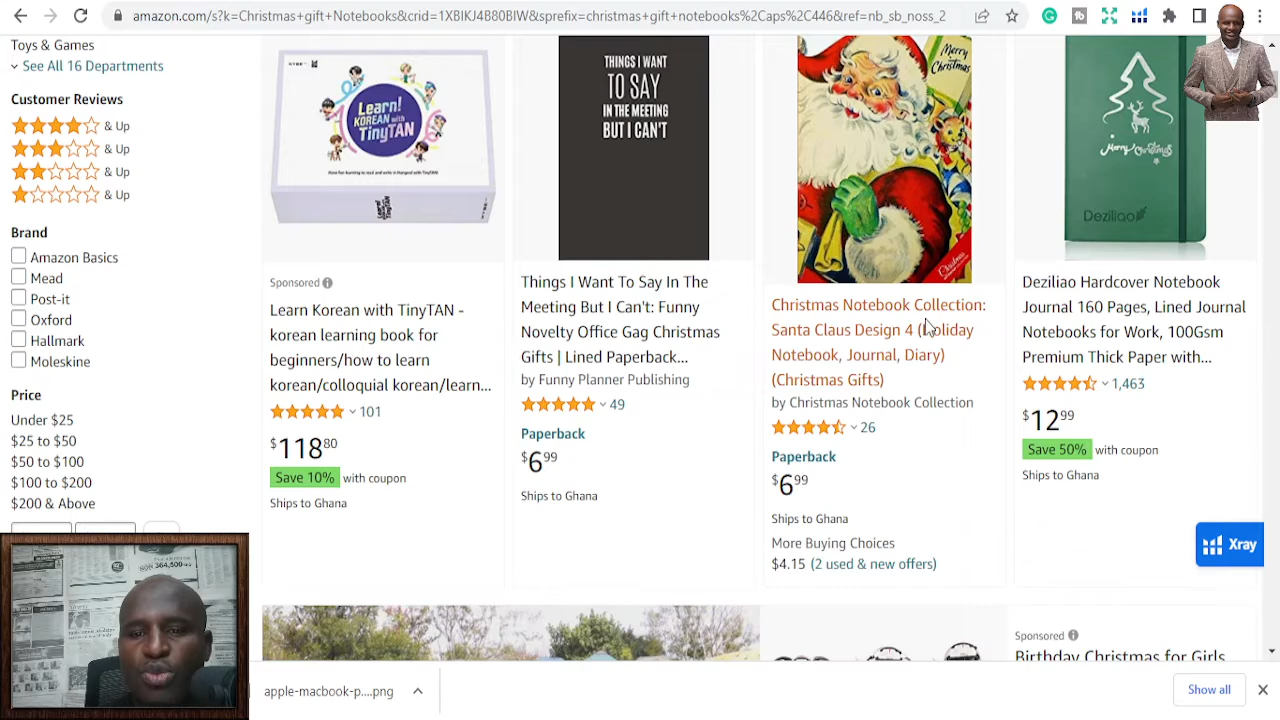 amazon.com/s?k=Christmas+gift+Notebooks&crid=1XBIKJ4B80BIW&sprefix=christmas+gift+notebooks%2Caps%2C446&ref=nb_sb_noss_2
Toys & Games
See All 16 Departments
Customer Reviews
& Up
& Up
& Up
& Up
Brand
Amazon Basics
Mead
Post-it
Oxford
Hallmark
Moleskine
Price
Under $25
$25 to $50
$50 to $100
$100 to $200
$200 & Above
Learn!
KOREAN with
TinyTAN
Sponsored
Learn Korean with TinyTAN -
korean learning book for
beginners/how to learn
korean/colloquial korean/learn...
101
$118 80
Save 10% with coupon
Ships to Ghana
THINGS I WANT
TO SAY
IN THE MEETING
BUT I CAN'T
Things I Want To Say In The
Meeting But I Can't: Funny
Novelty Office Gag Christmas
Gifts | Lined Paperback...
by Funny Planner Publishing
49
Paperback
$6 99
Ships to Ghana
Merry
Christmas
Christmas Notebook Collection:
Santa Claus Design 4 (Holiday
Notebook, Journal, Diary)
(Christmas Gifts)
by Christmas Notebook Collection
26
Paperback
$6 99
Ships to Ghana
More Buying Choices
$4.15 (2 used & new offers)
Merry Christmas
Deziliao
Deziliao Hardcover Notebook
Journal 160 Pages, Lined Journal
Notebooks for Work, 100Gsm
Premium Thick Paper with...
1,463
$12 99
Save 50% with coupon
Ships to Ghana
Xray
Sponsored
Birthday Christmas for Girls
apple-macbook-p....png
Show all